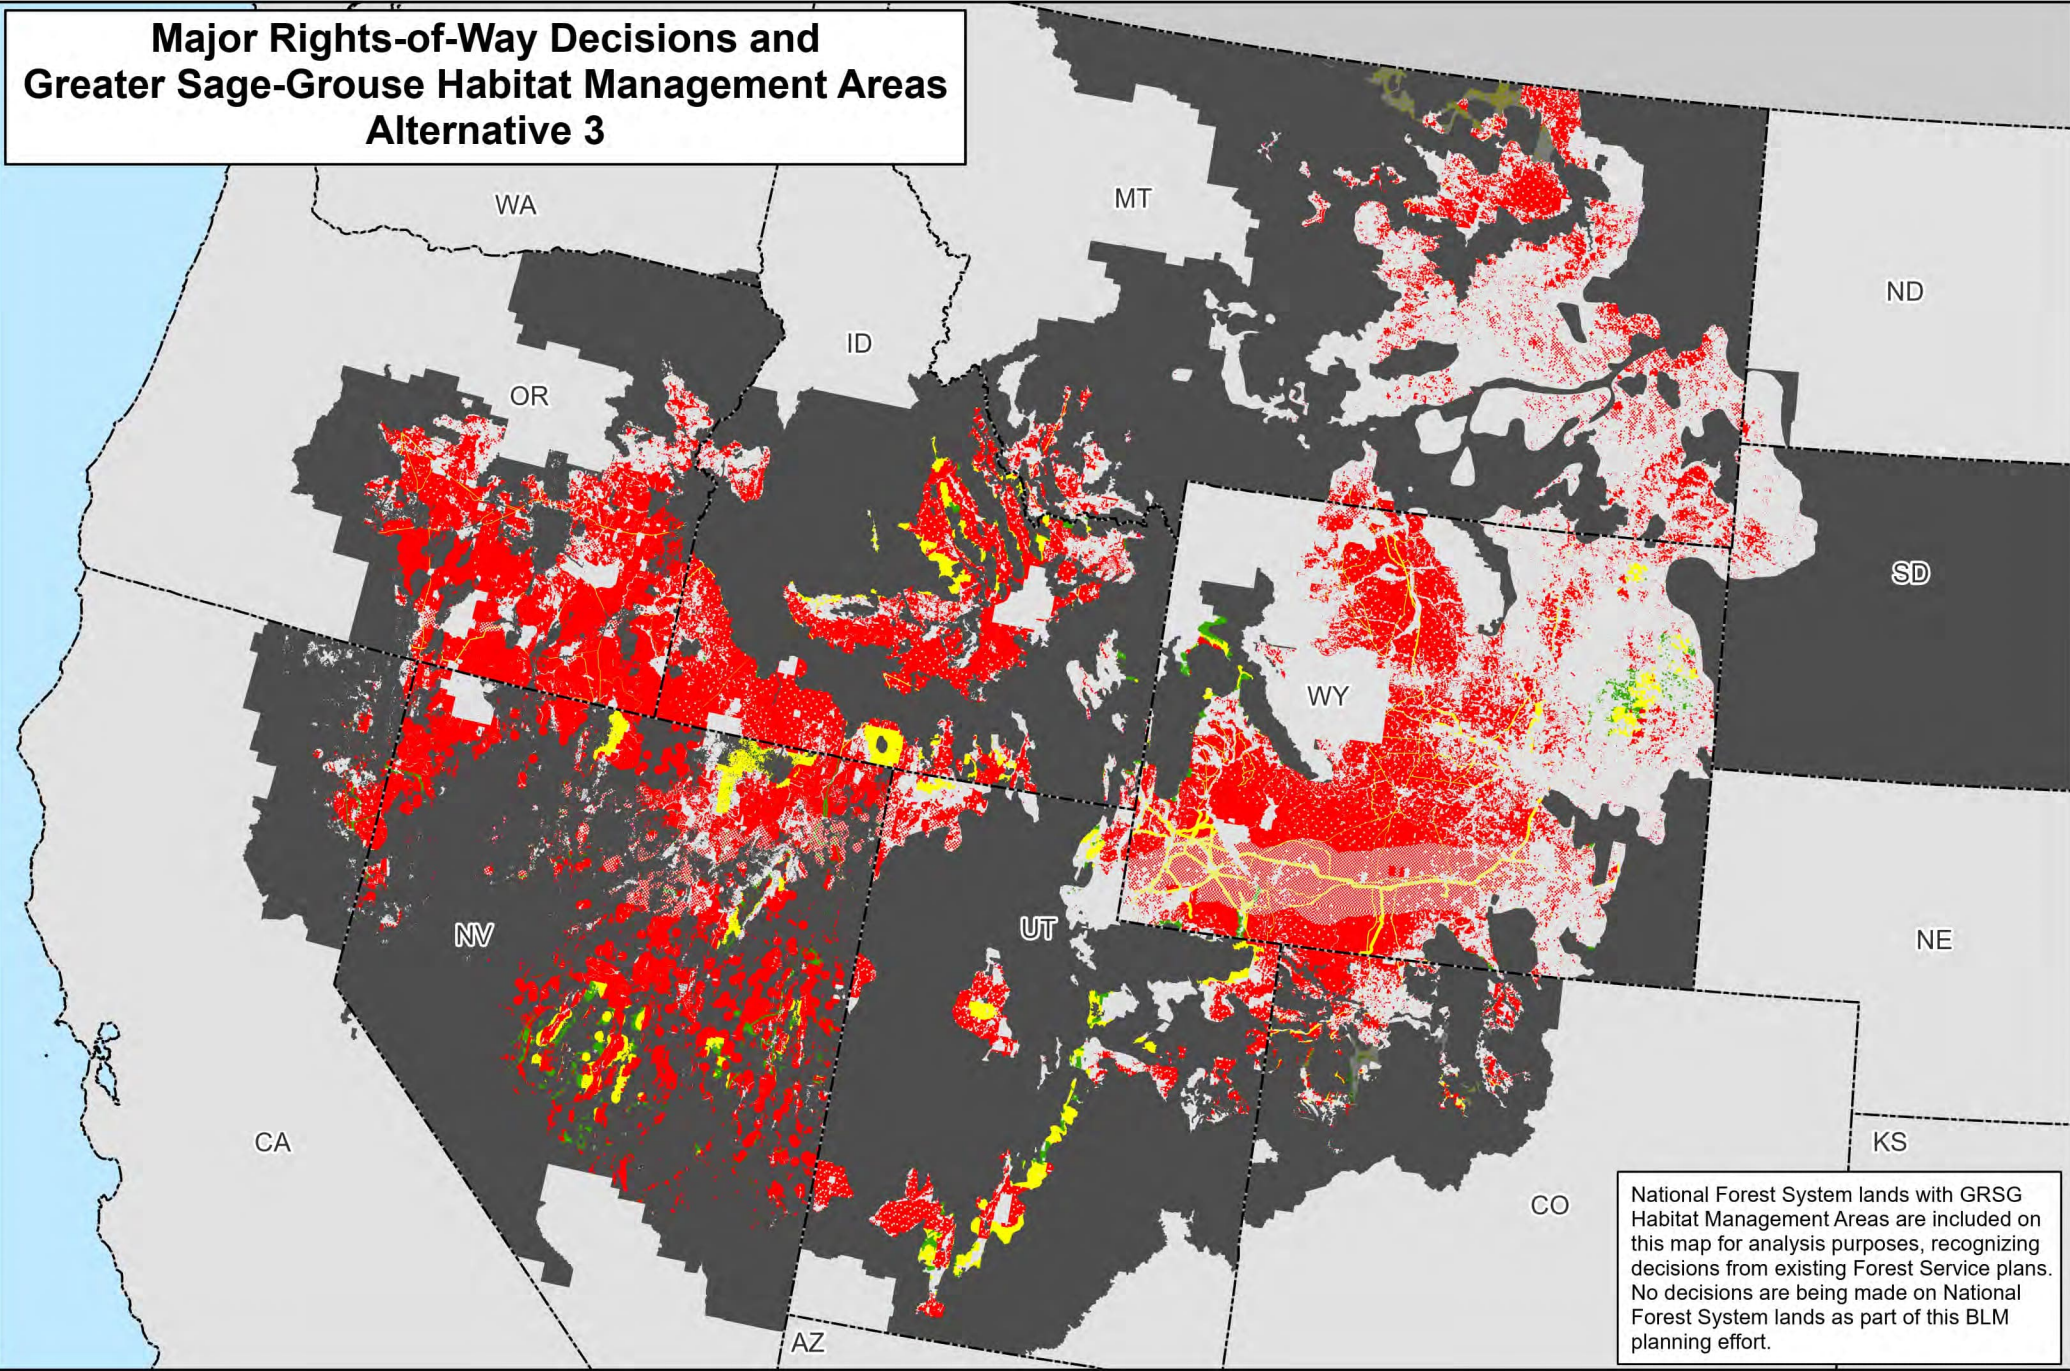 Major Rights-of-Way Decisions and
Greater Sage-Grouse Habitat Management Areas
Alternative 3
WA
MT
ND
ID
OR
SD
WY
NV
UT
NE
CA
KS
CO
AZ
National Forest System lands with GRSG
Habitat Management Areas are included on
this map for analysis purposes, recognizing
decisions from existing Forest Service plans.
No decisions are being made on National
Forest System lands as part of this BLM
planning effort.